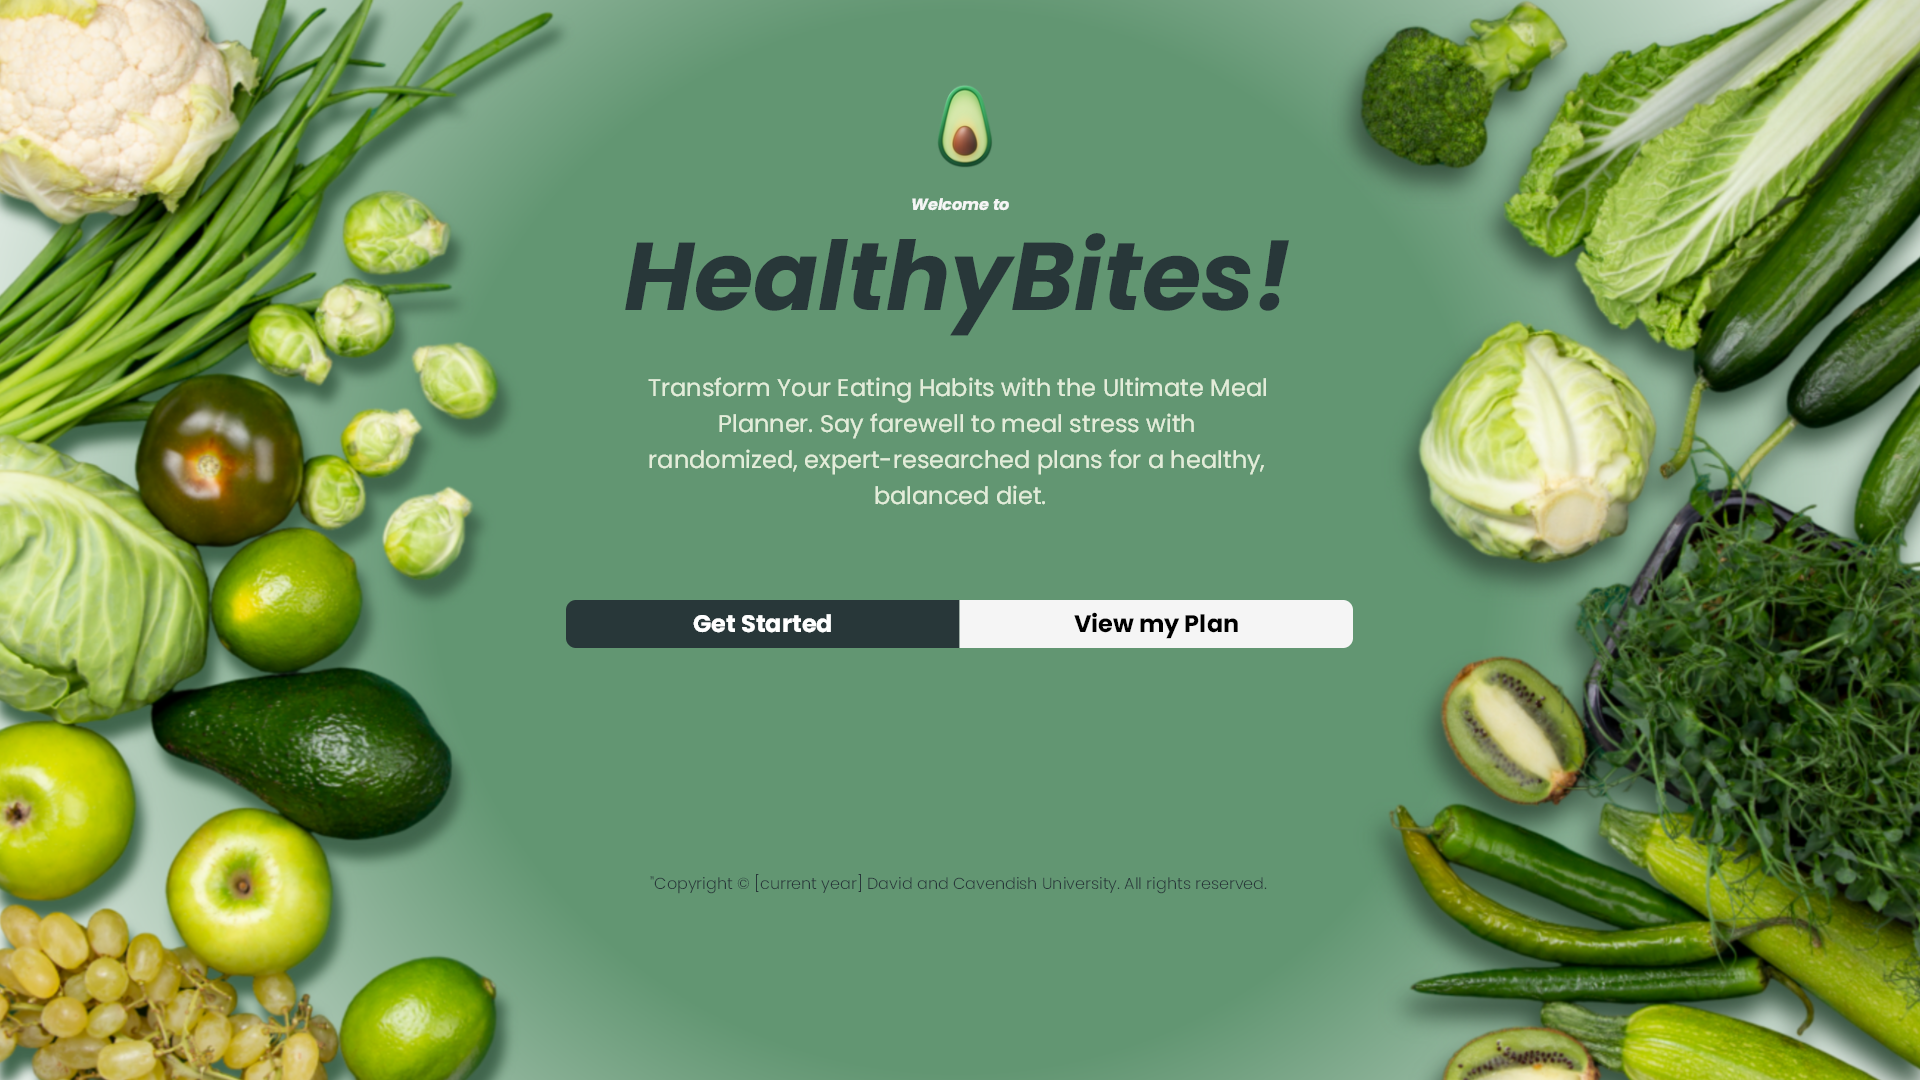 Welcome to
HealthyBites!
Transform Your Eating Habits with the Ultimate Meal
Planner. Say farewell to meal stress with
randomized, expert-researched plans for a healthy,
balanced diet.
Get Started
View my Plan
"Copyright © [current year] David and Cavendish University. All rights reserved.